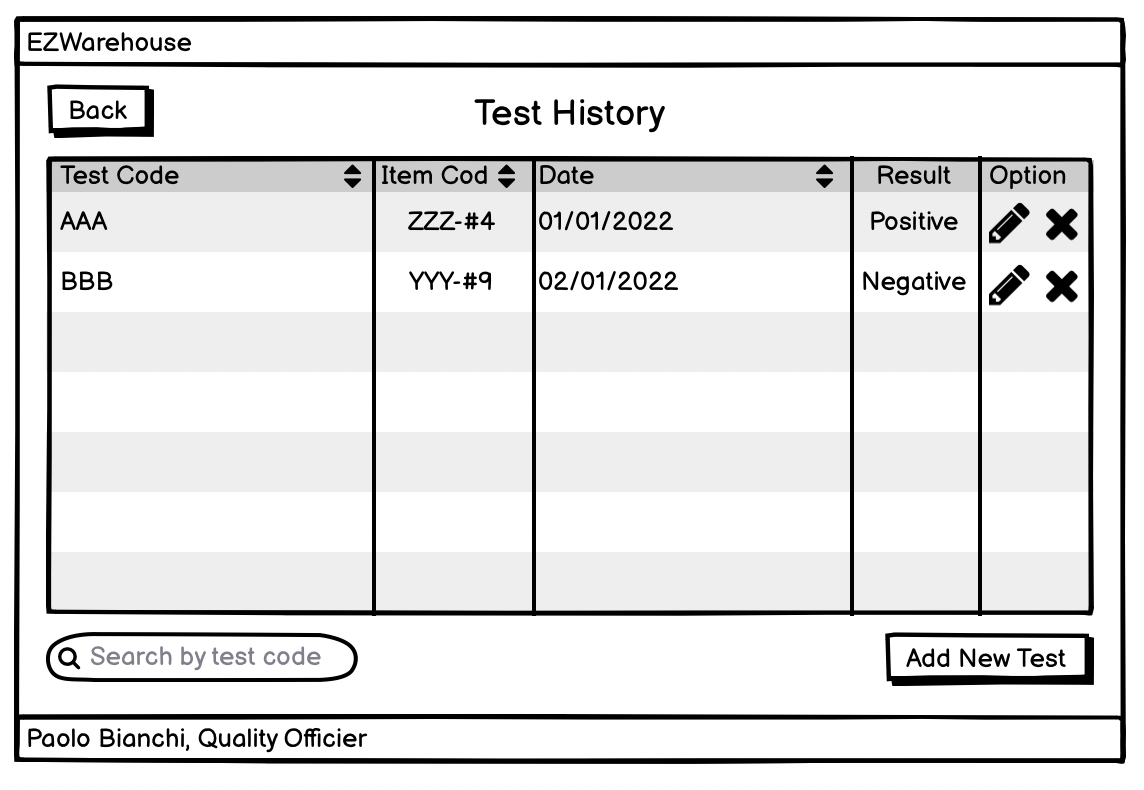 EZWarehouse
Back
Test History
Test Code Item Cod Date Result Option
AAA ZZZ-#4 01/01/2022 Positive
BBB YYY-#9 02/01/2022 Negative
Search by test code
Add New Test
Paolo Bianchi, Quality Officier